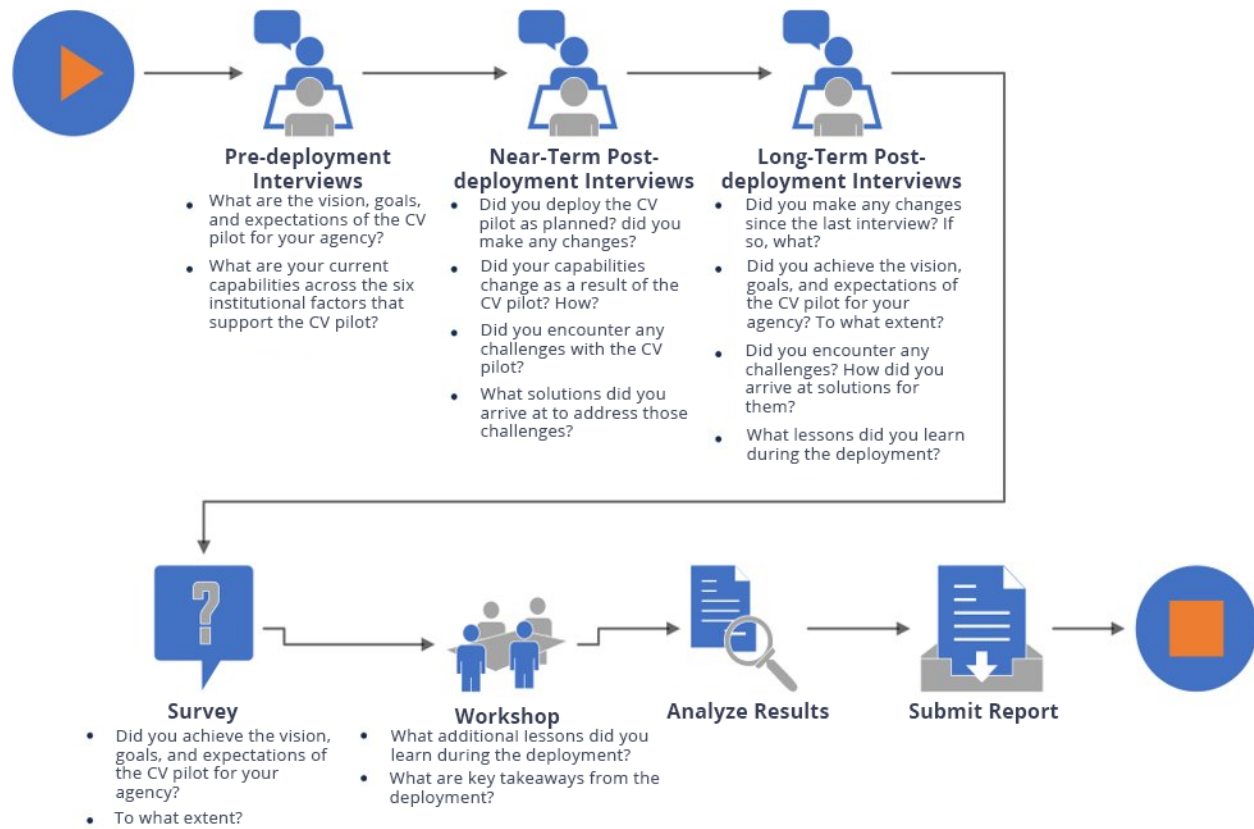 Pre-deployment
Interviews
• What are the vision, goals,
and expectations of the CV
pilot for your agency?
• What are your current
capabilities across the six
institutional factors that
support the CV pilot?
Near-Term Post-
deployment Interviews
• Did you deploy the CV
pilot as planned? did you
make any changes?
• Did your capabilities
change as a result of the
CV pilot? How?
• Did you encounter any
challenges with the CV
pilot?
• What solutions did you
arrive at to address those
challenges?
Long-Term Post-
deployment Interviews
• Did you make any changes
since the last interview? If
so, what?
• Did you achieve the vision,
goals, and expectations of
the CV pilot for your
agency? To what extent?
• Did you encounter any
challenges? How did you
arrive at solutions for
them?
• What lessons did you learn
during the deployment?
?
Survey
• Did you achieve the vision,
goals, and expectations of
the CV pilot for your
agency?
• To what extent?
Workshop
• What additional lessons did you
learn during the deployment?
• What are key takeaways from the
deployment?
Analyze Results
Submit Report